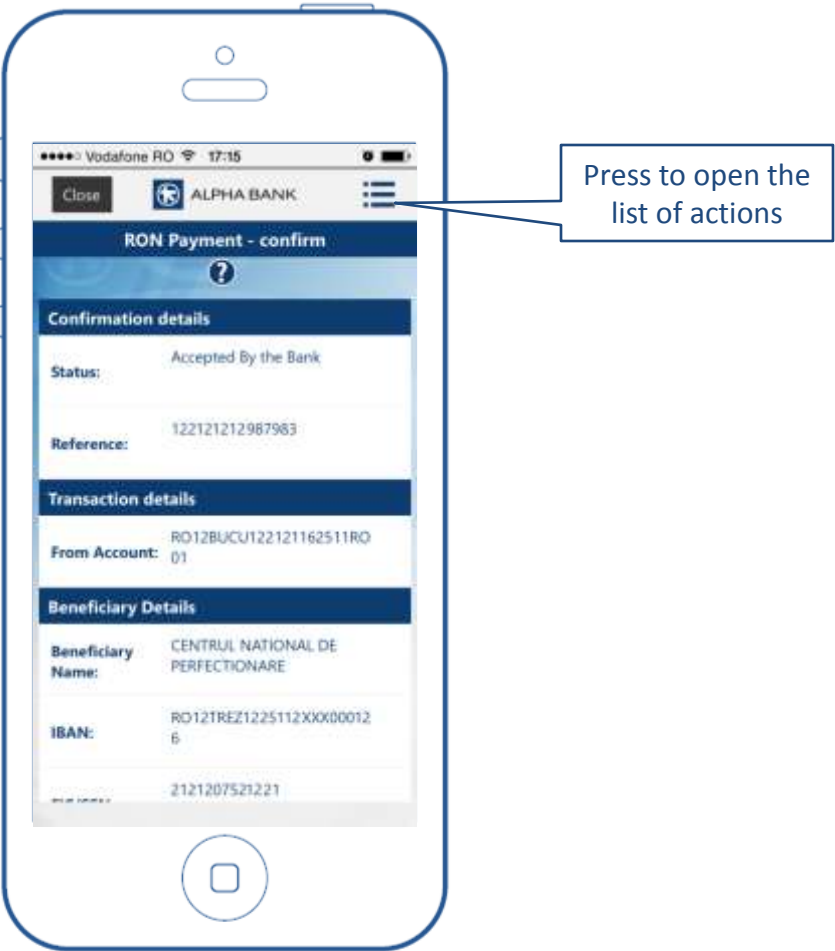 Vodafone RO 17:15
Close ALPHA BANK
Press to open the
list of actions
RON Payment - confirm
?
Confirmation details
Status: Accepted By the Bank
Reference: 122121212987983
Transaction details
From Account: RO12BUCU122121162511RO
01
Beneficiary Details
Beneficiary CENTRUL NATIONAL DE
Name: PERFECTIONARE
IBAN: RO12TREZ1225112XXX00012
6
2121207521221